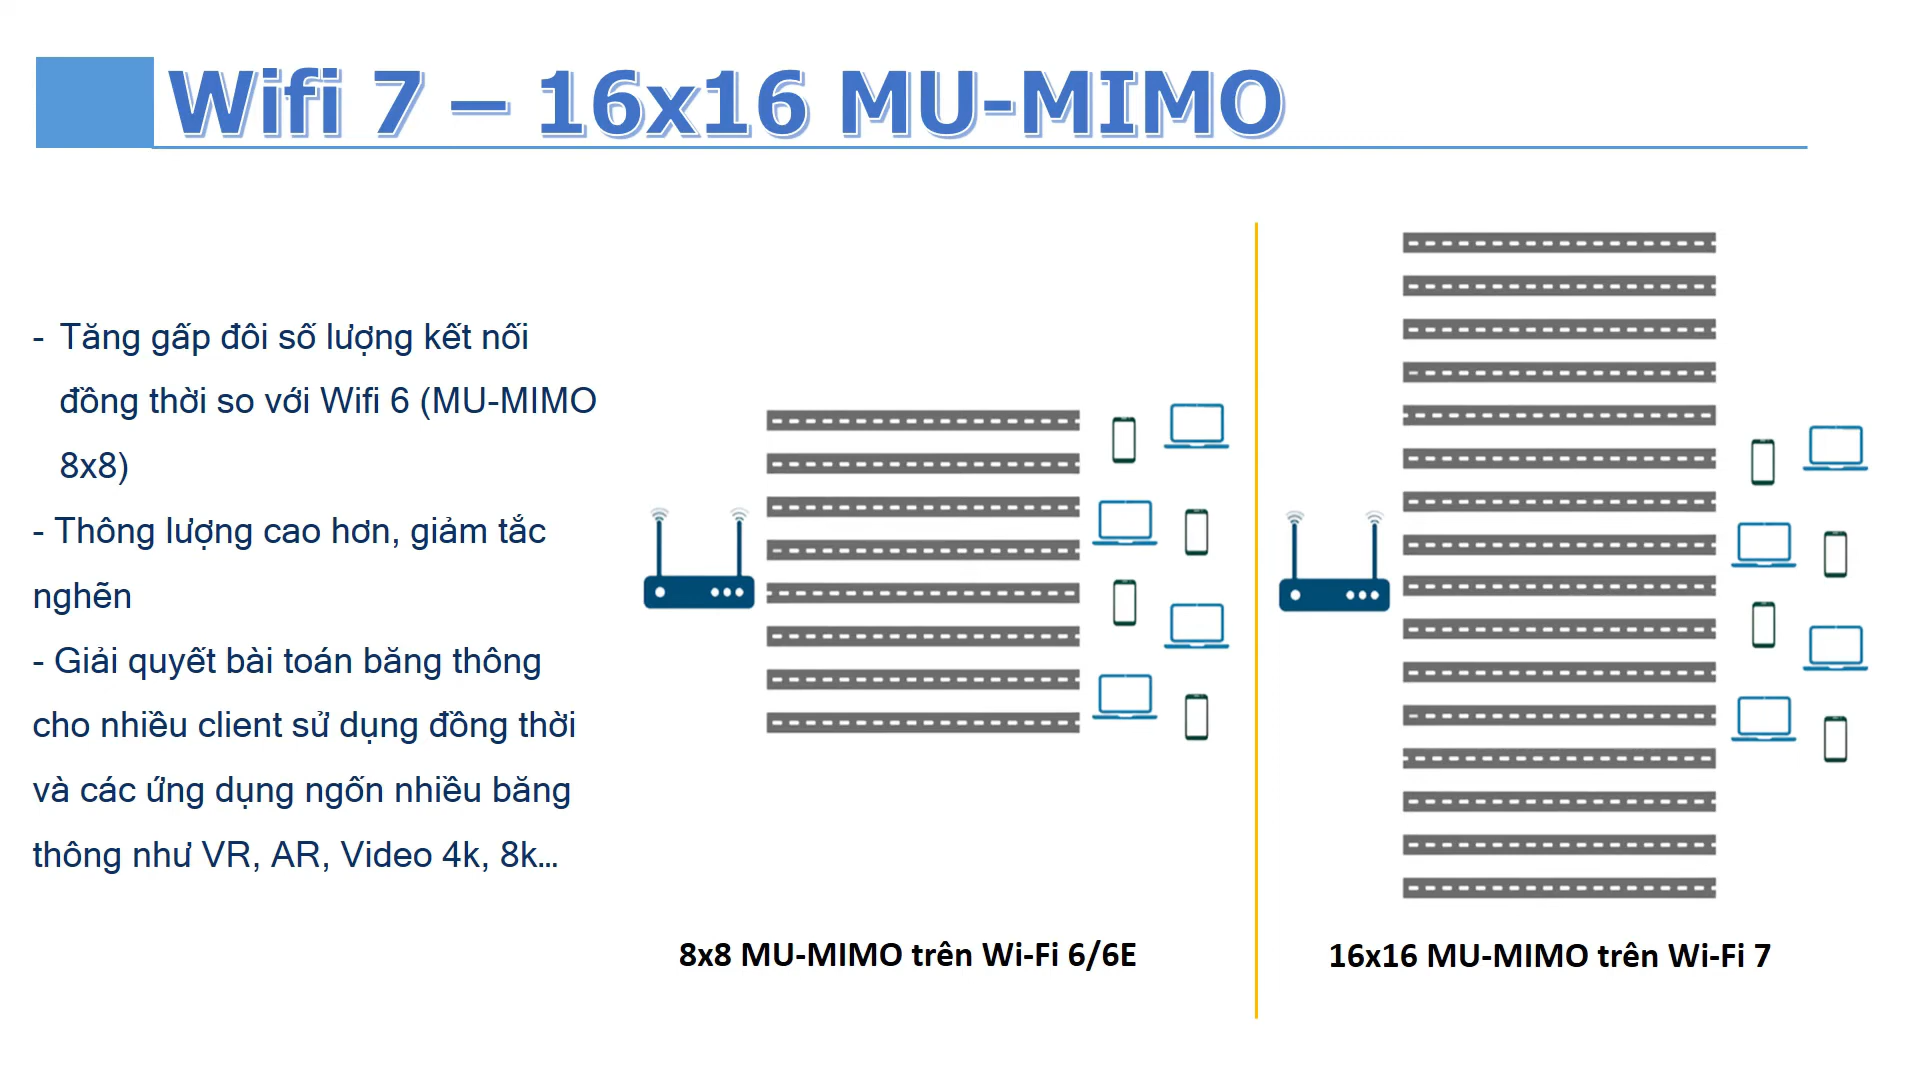 Wifi 7 – 16x16 MU-MIMO
- Tăng gấp đôi số lượng kết nối
đồng thời so với Wifi 6 (MU-MIMO
8x8)
- Thông lượng cao hơn, giảm tắc
nghẽn
- Giải quyết bài toán băng thông
cho nhiều client sử dụng đồng thời
và các ứng dụng ngốn nhiều băng
thông như VR, AR, Video 4k, 8k...
8x8 MU-MIMO trên Wi-Fi 6/6E
16x16 MU-MIMO trên Wi-Fi 7